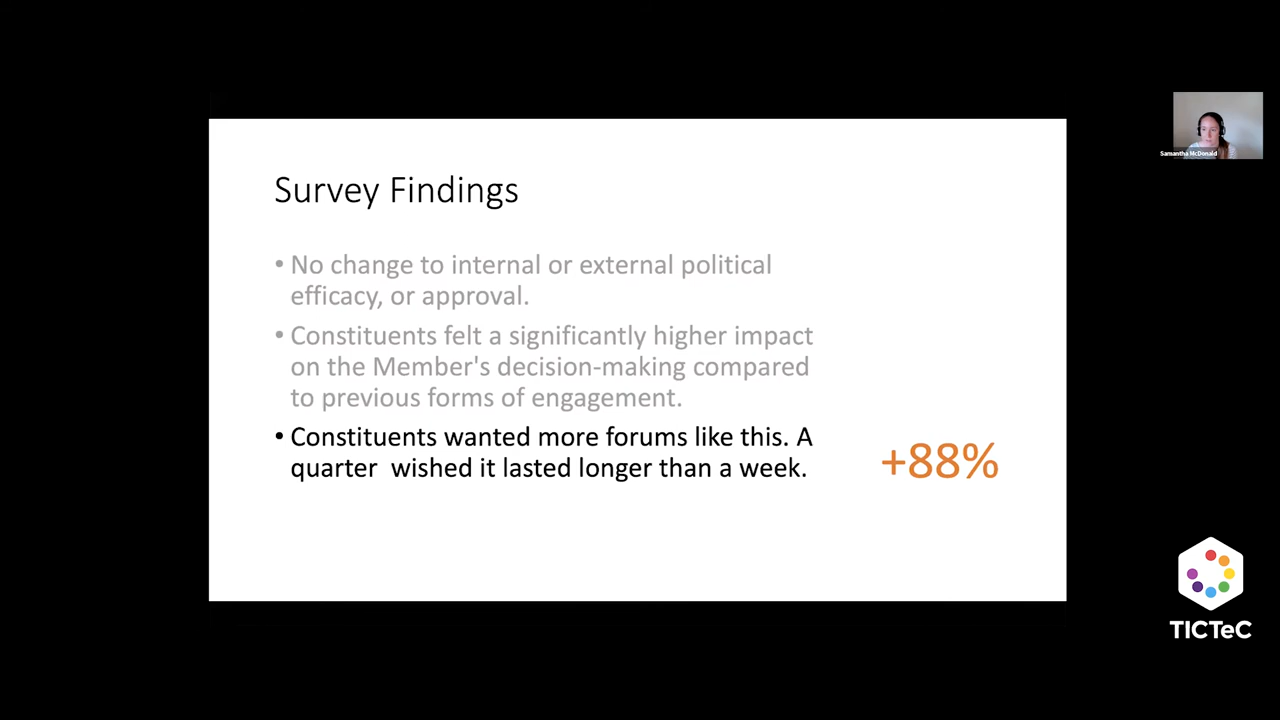 Survey Findings
• No change to internal or external political
efficacy, or approval.
• Constituents felt a significantly higher impact
on the Member's decision-making compared
to previous forms of engagement.
• Constituents wanted more forums like this. A
quarter  wished it lasted longer than a week.
+88%
Samantha McDonald
TICTeC